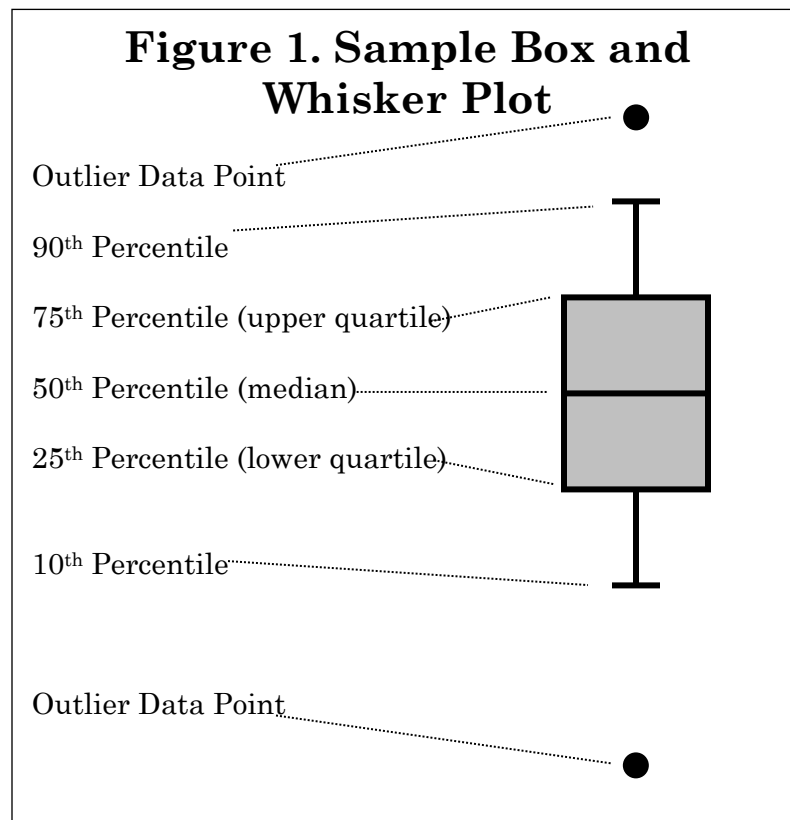 Figure 1. Sample Box and
Whisker Plot
Outlier Data Point
90th Percentile
75th Percentile (upper quartile)
50th Percentile (median)
25th Percentile (lower quartile)
10th Percentile
Outlier Data Point